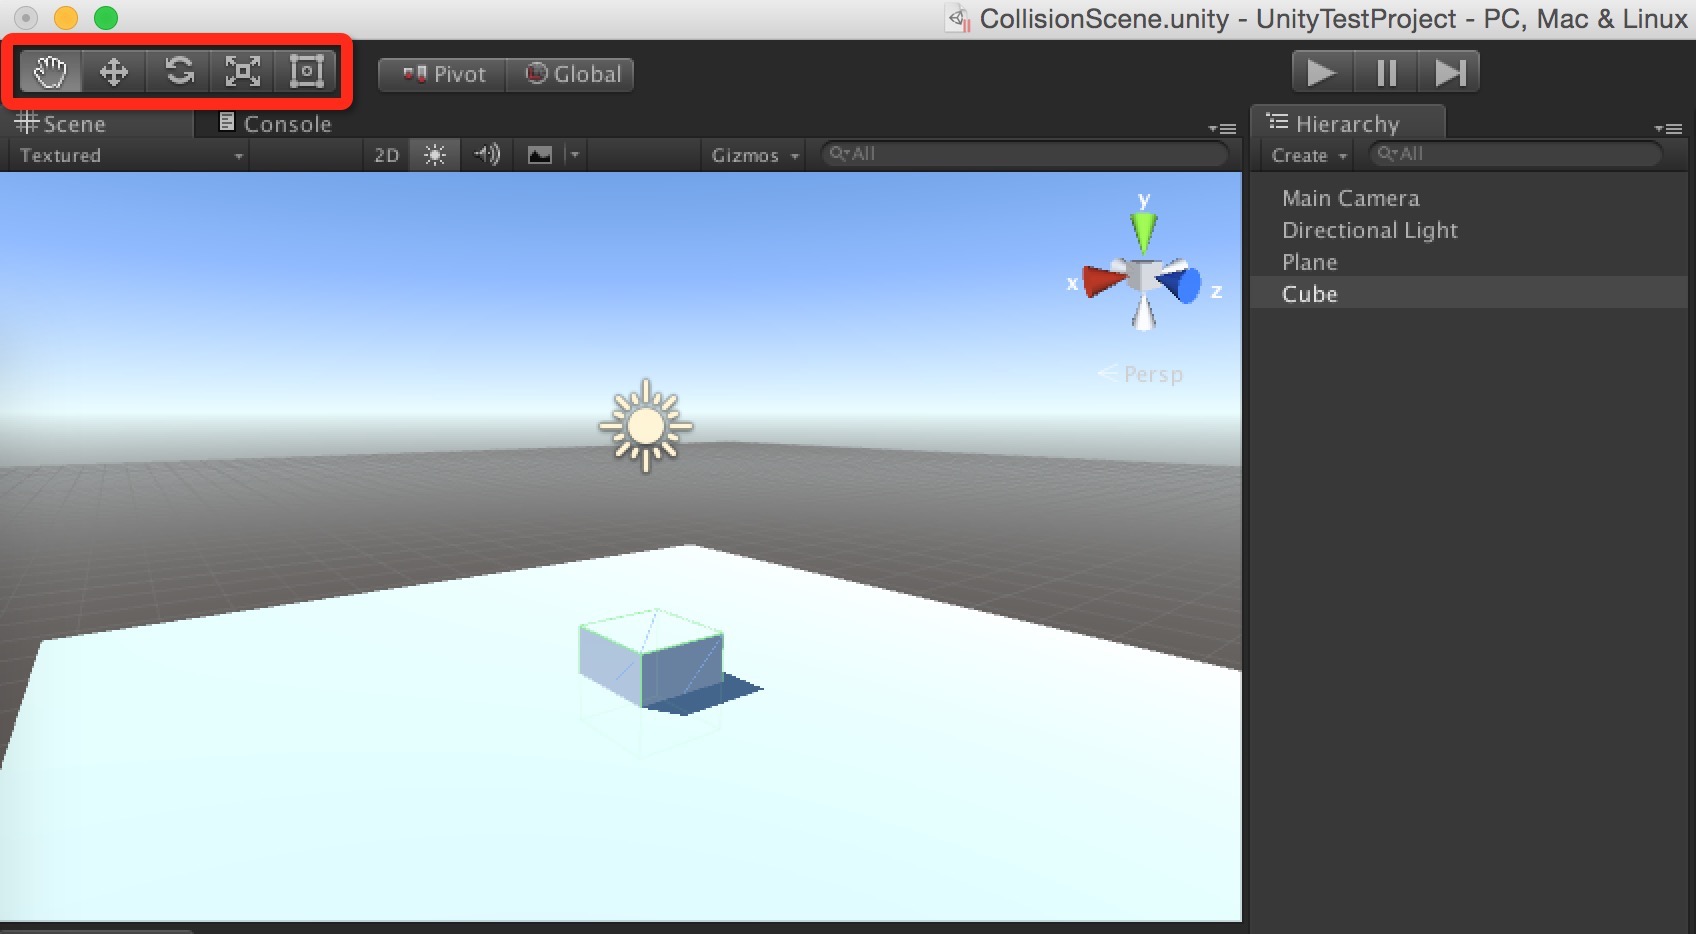 CollisionScene.unity - UnityTestProject - PC, Mac & Linux
Pivot Global
Scene Console
Hierarchy
Textured 2D Gizmos All
Create All
Main Camera
Directional Light
Plane
Cube
y
x
z
Persp